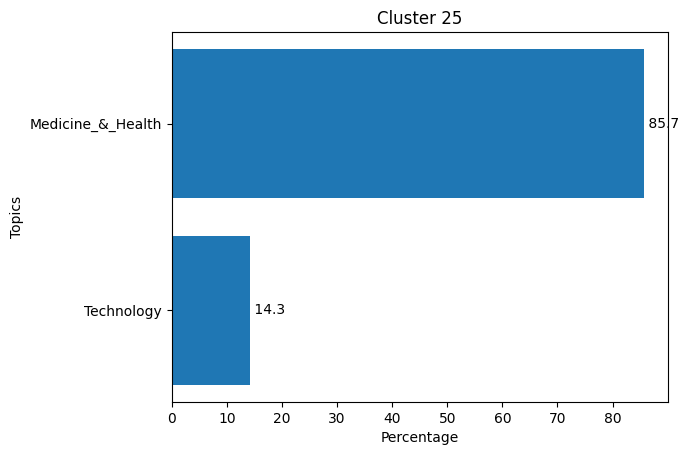 Cluster 25
Topics
Medicine_&_Health
85.7
Technology
14.3
0 10 20 30 40 50 60 70 80
Percentage